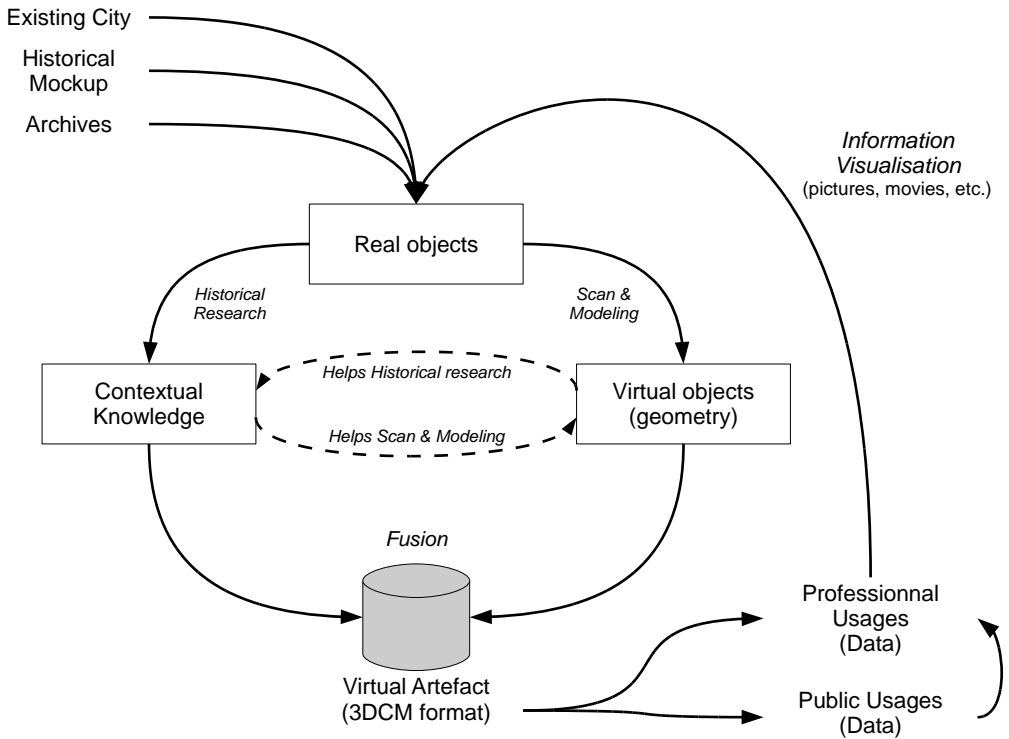 Existing City
Historical
Mockup
Archives
Information
Visualisation
(pictures, movies, etc.)
Real objects
Historical
Research
Scan &
Modeling
Contextual
Knowledge
Helps Historical research
Helps Scan & Modeling
Virtual objects
(geometry)
Fusion
Virtual Artefact
(3DCM format)
Professionnal
Usages
(Data)
Public Usages
(Data)